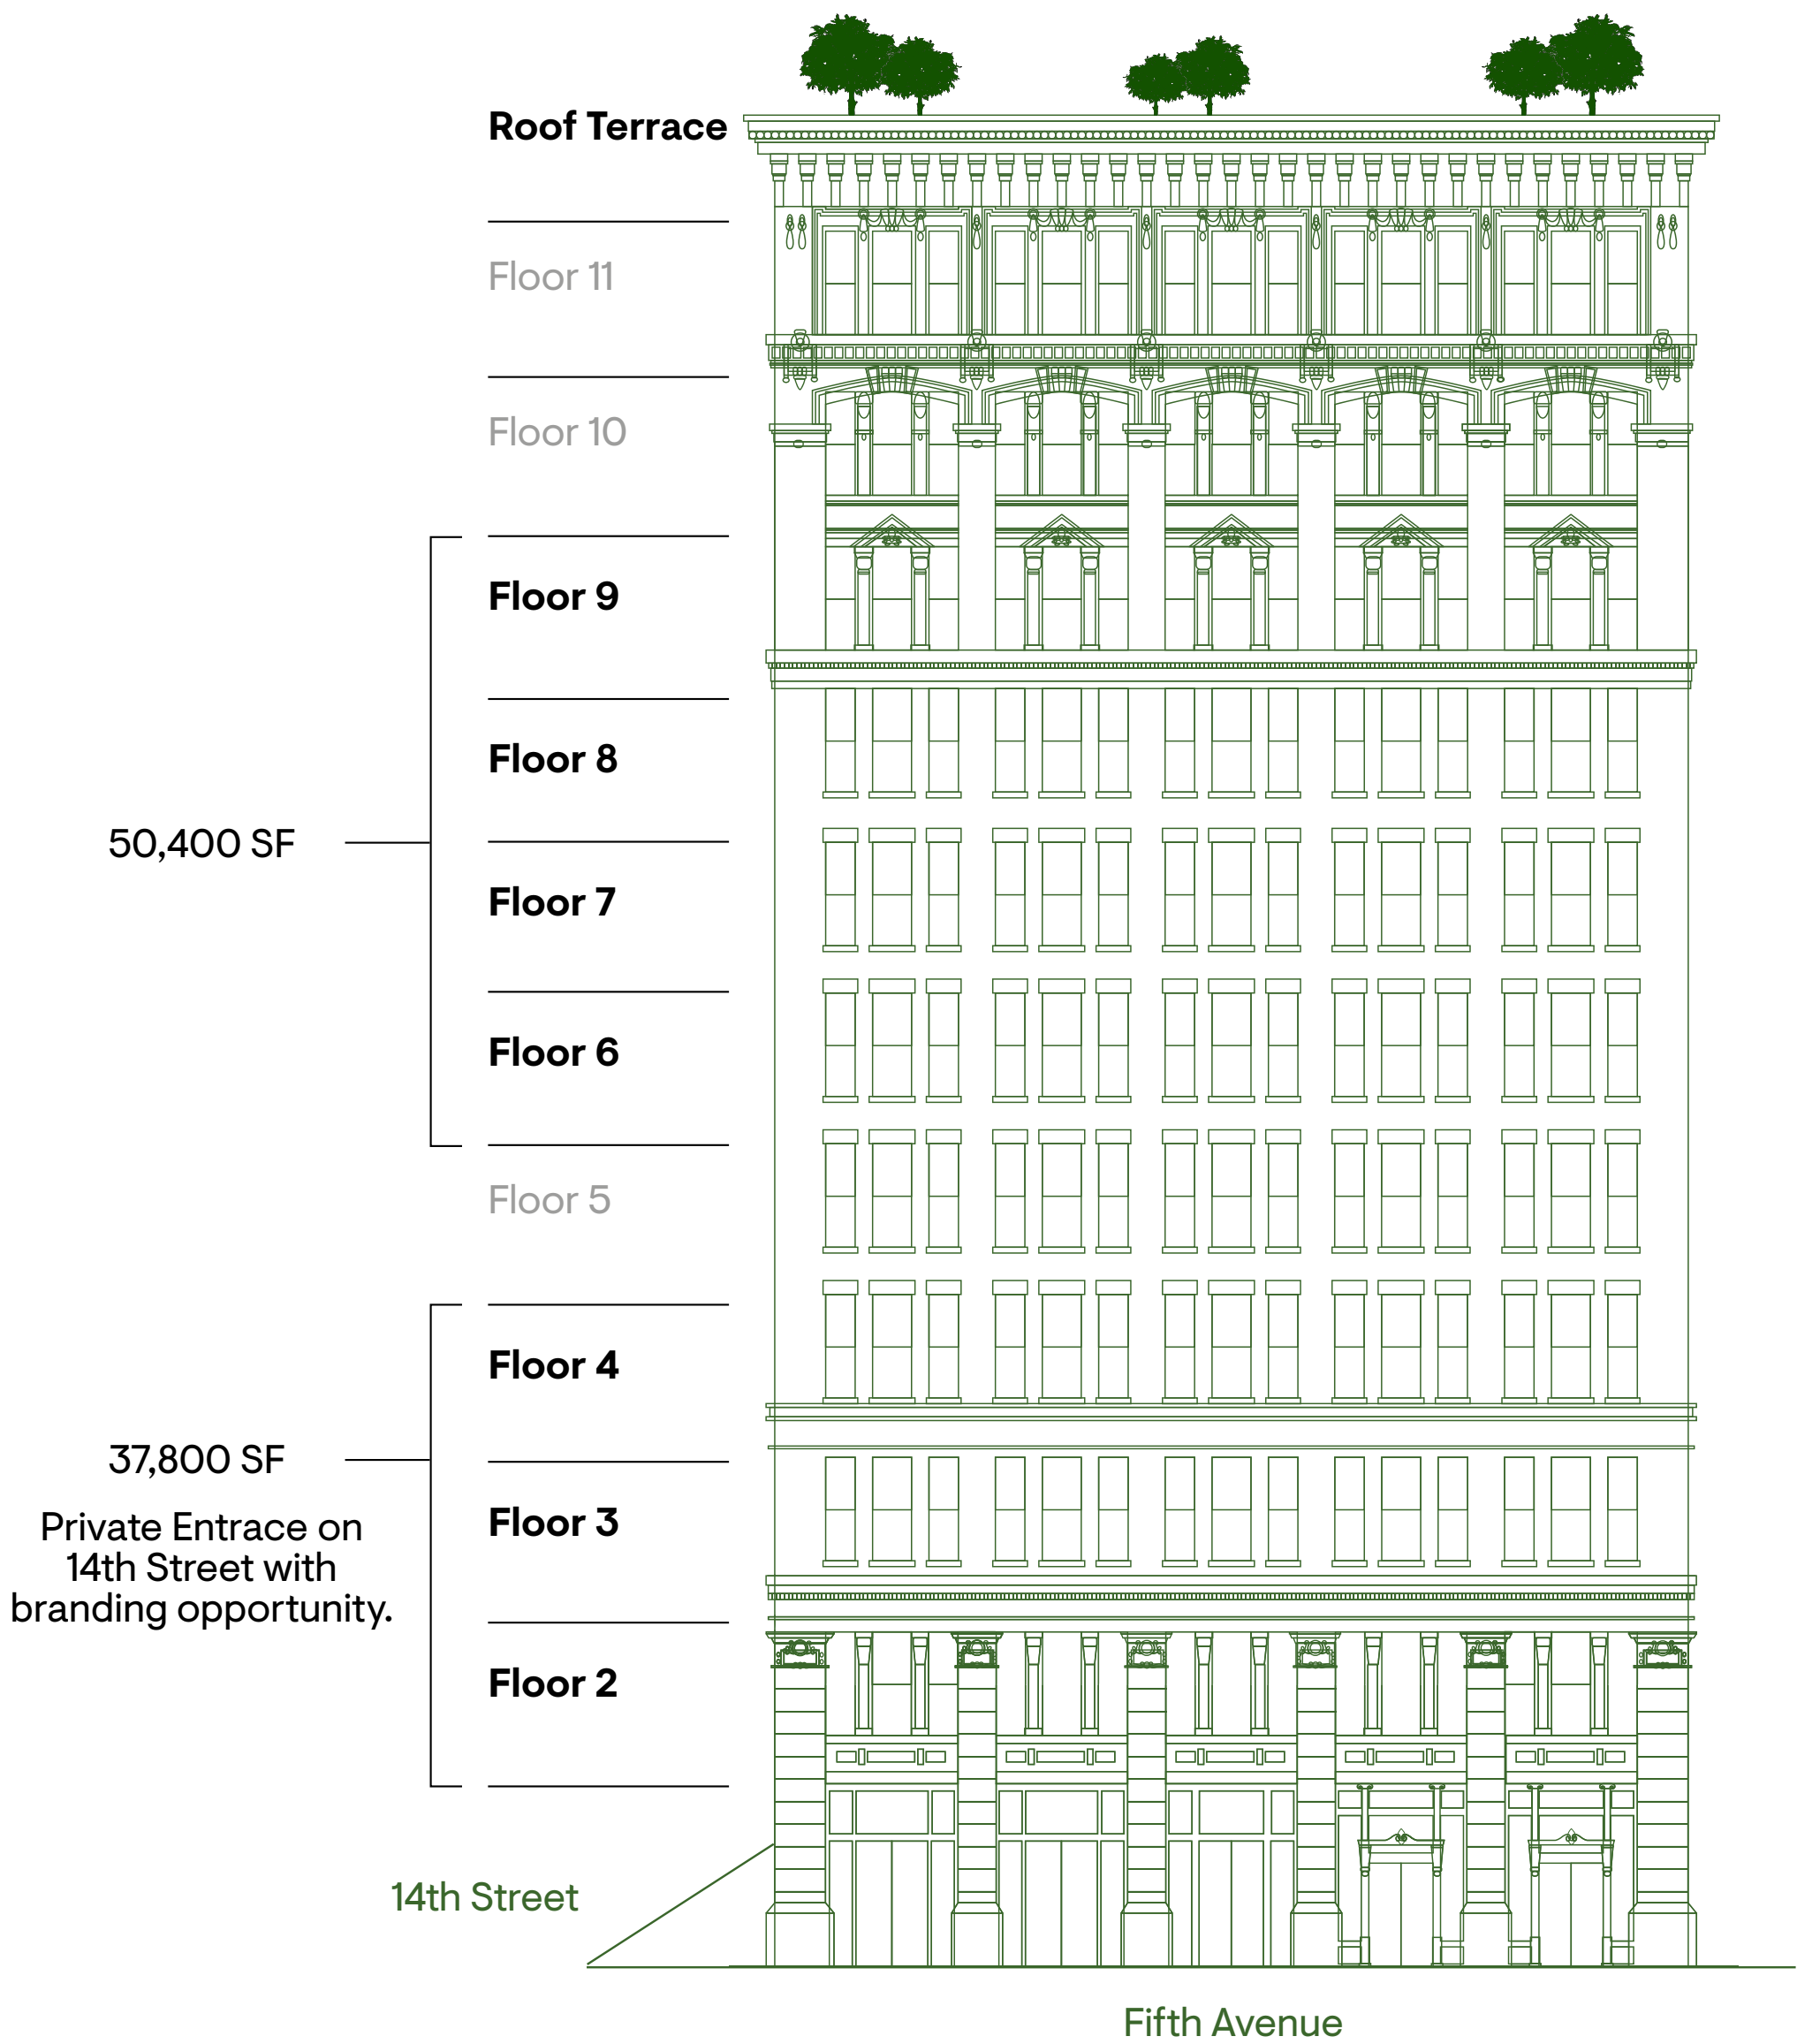 Roof Terrace
Floor 11
Floor 10
Floor 9
Floor 8
50,400 SF
Floor 7
Floor 6
Floor 5
Floor 4
37,800 SF
Private Entrace on
14th Street with
branding opportunity.
Floor 3
Floor 2
14th Street
Fifth Avenue